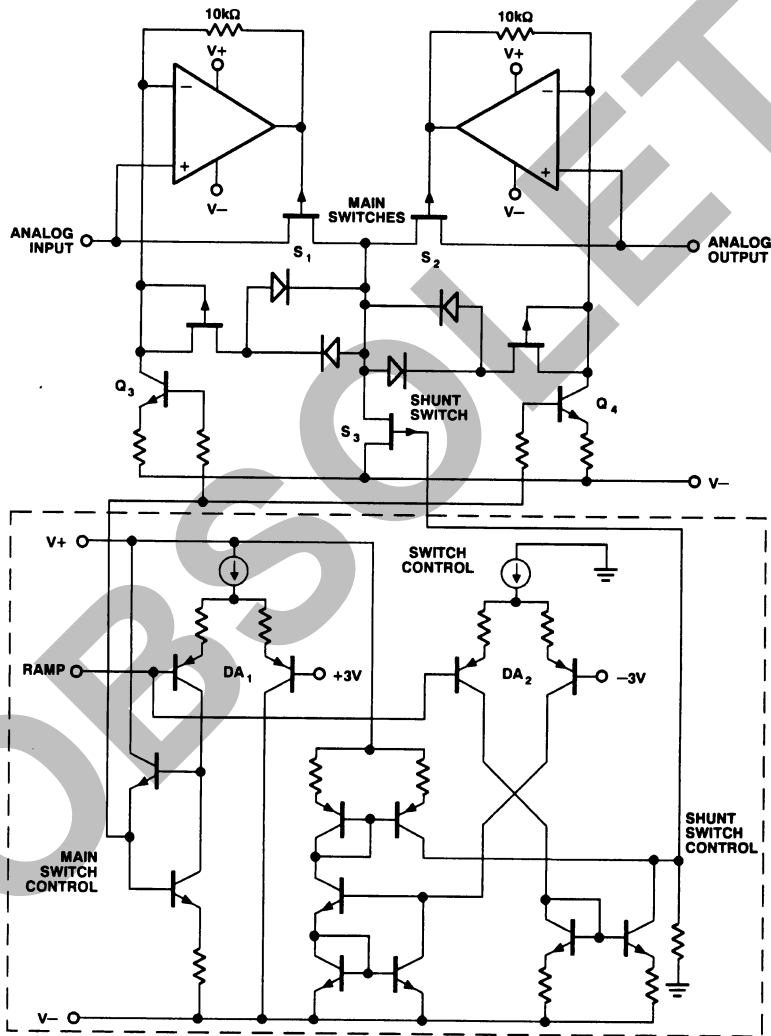 10kΩ
10kΩ
V+
V+
−
−
+
+
V−
V−
MAIN
SWITCHES
ANALOG
INPUT
ANALOG
OUTPUT
S1
S2
Q3
SHUNT
SWITCH
S3
Q4
V−
V+
SWITCH
CONTROL
RAMP
DA1
+3V
DA2
−3V
MAIN
SWITCH
CONTROL
SHUNT
SWITCH
CONTROL
V−
OBSOLETE